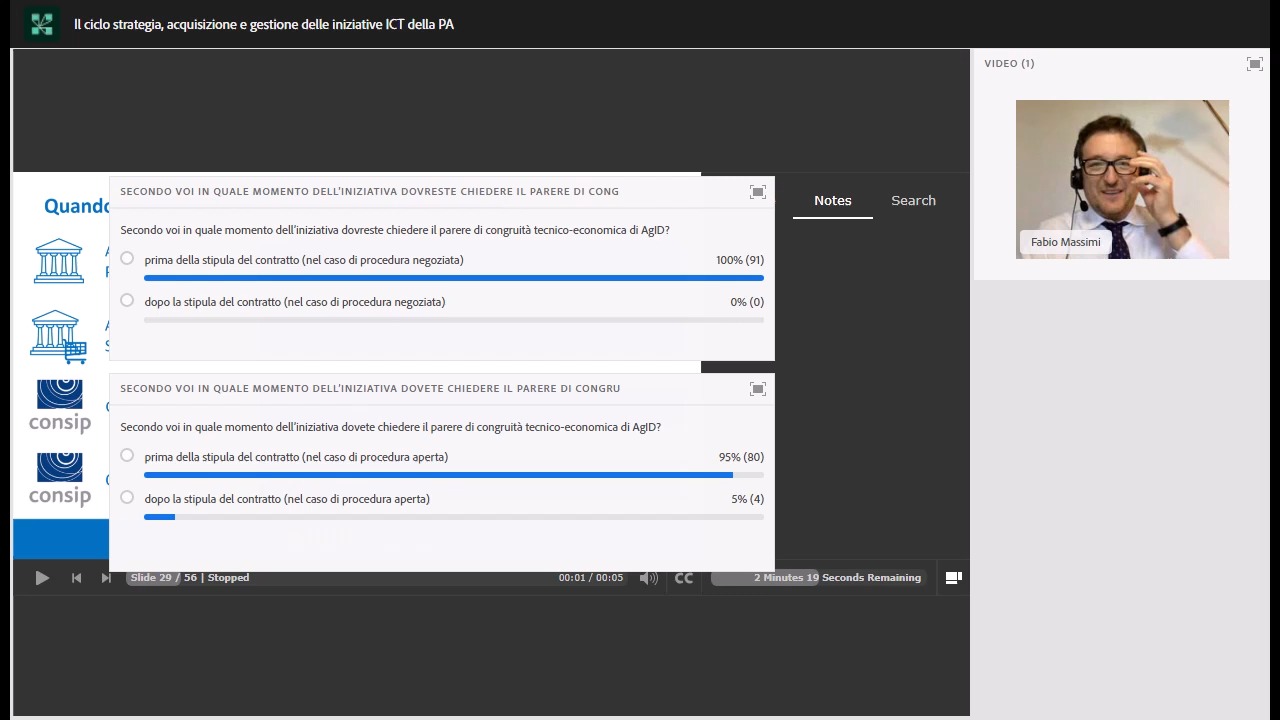 Il ciclo strategia, acquisizione e gestione delle iniziative ICT della PA
VIDEO (1)
Fabio Massimi
Notes
Search
SECONDO VOI IN QUALE MOMENTO DELL'INIZIATIVA DOVRESTE CHIEDERE IL PARERE DI CONG
Secondo voi in quale momento dell'iniziativa dovreste chiedere il parere di congruità tecnico-economica di AgID?
prima della stipula del contratto (nel caso di procedura negoziata) 100% (91)
dopo la stipula del contratto (nel caso di procedura negoziata) 0% (0)
SECONDO VOI IN QUALE MOMENTO DELL'INIZIATIVA DOVETE CHIEDERE IL PARERE DI CONGRU
Secondo voi in quale momento dell'iniziativa dovete chiedere il parere di congruità tecnico-economica di AgID?
prima della stipula del contratto (nel caso di procedura aperta) 95% (80)
dopo la stipula del contratto (nel caso di procedura aperta) 5% (4)
Quando
consip
consip
Slide 29 / 56 | Stopped
00:01 / 00:05
CC
2 Minutes 19 Seconds Remaining